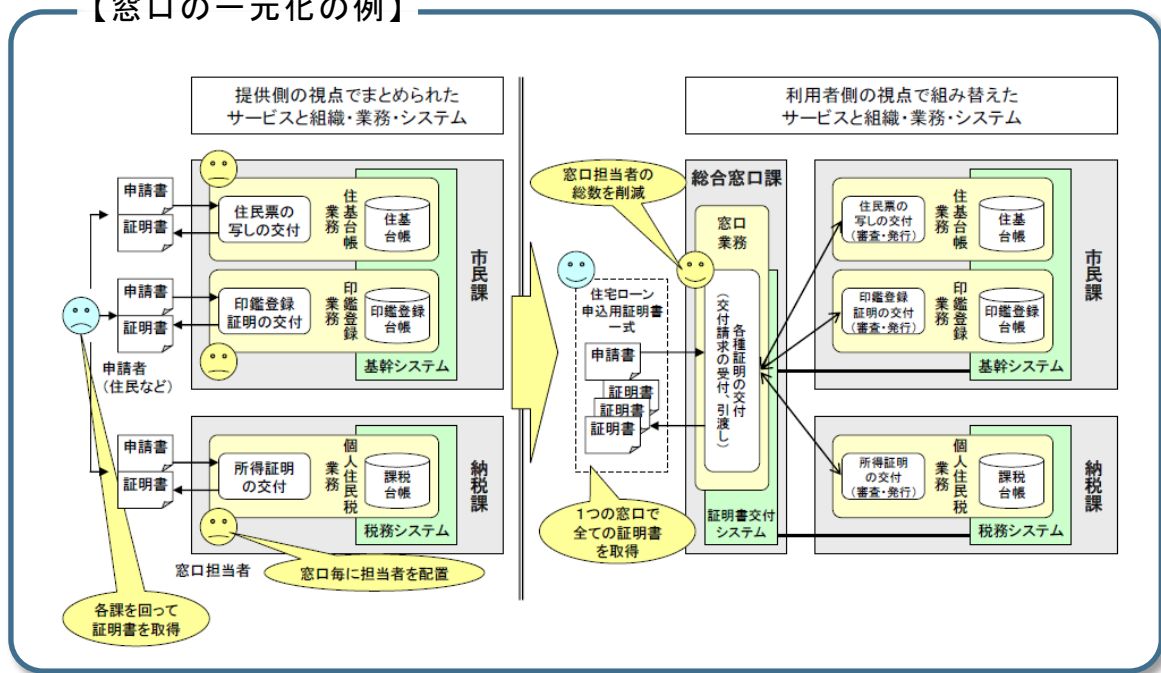 【窓口の一元化の例】
提供側の視点でまとめられた
サービスと組織・業務・システム
申請書
証明書
住民票の
写しの交付
住基台帳
業務
住基
台帳
申請書
証明書
印鑑登録
証明の交付
印鑑登録
業務
印鑑登録
台帳
基幹システム
市民課
申請者
(住民など)
申請書
証明書
所得証明
の交付
個人住民税
業務
課税
台帳
税務システム
納税課
窓口担当者
窓口毎に担当者を配置
各課を回って
証明書を取得
利用者側の視点で組み替えた
サービスと組織・業務・システム
窓口担当者の
総数を削減
総合窓口課
窓口
業務
住宅ローン
申込用証明書
一式
申請書
証明書
証明書
証明書
各種証明の交付
(交付請求の受付、引渡し)
証明書交付
システム
1つの窓口で
全ての証明書
を取得
住民票の
写しの交付
(審査・発行)
住基台帳
業務
住基
台帳
印鑑登録
証明の交付
(審査・発行)
印鑑登録
業務
印鑑登録
台帳
基幹システム
市民課
所得証明
の交付
(審査・発行)
個人住民税
業務
課税
台帳
税務システム
納税課